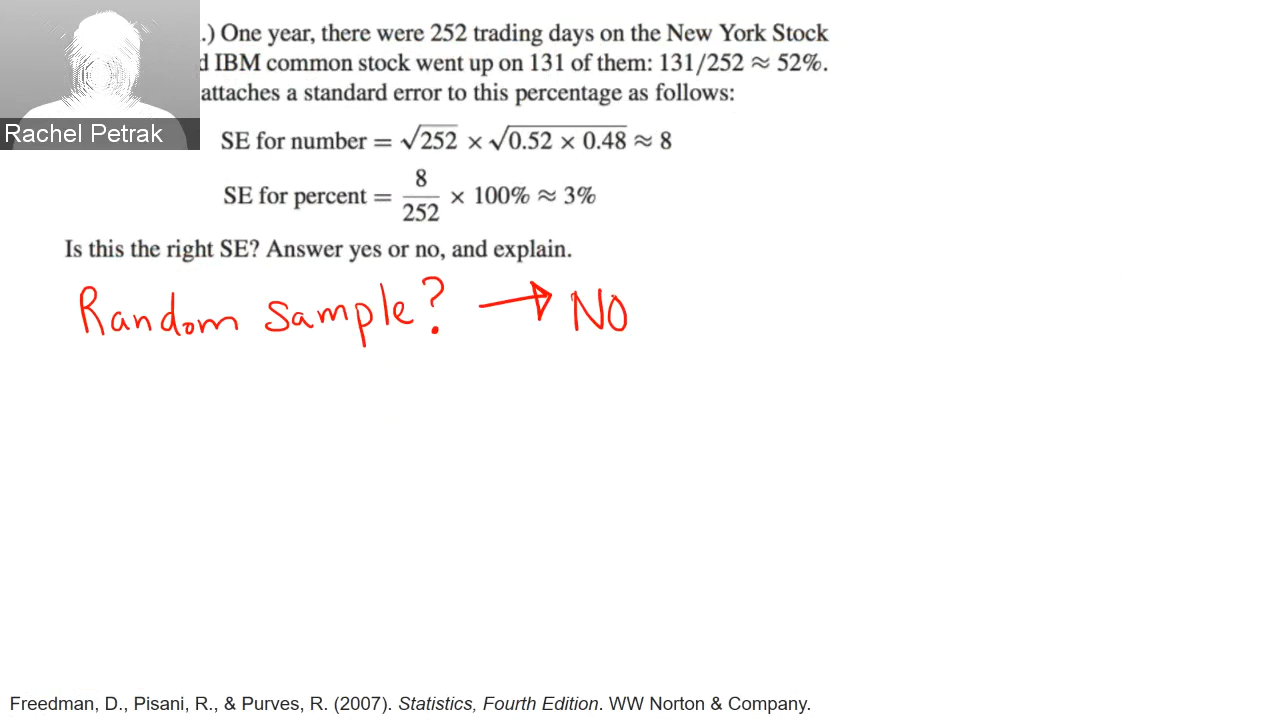 .) One year, there were 252 trading days on the New York Stock
d IBM common stock went up on 131 of them: 131/252 ≈ 52%.
attaches a standard error to this percentage as follows:
Rachel Petrak
SE for number = √252 × √0.52 × 0.48 ≈ 8
SE for percent = 8/252 × 100% ≈ 3%
Is this the right SE? Answer yes or no, and explain.
Random sample? → NO
Freedman, D., Pisani, R., & Purves, R. (2007). Statistics, Fourth Edition. WW Norton & Company.